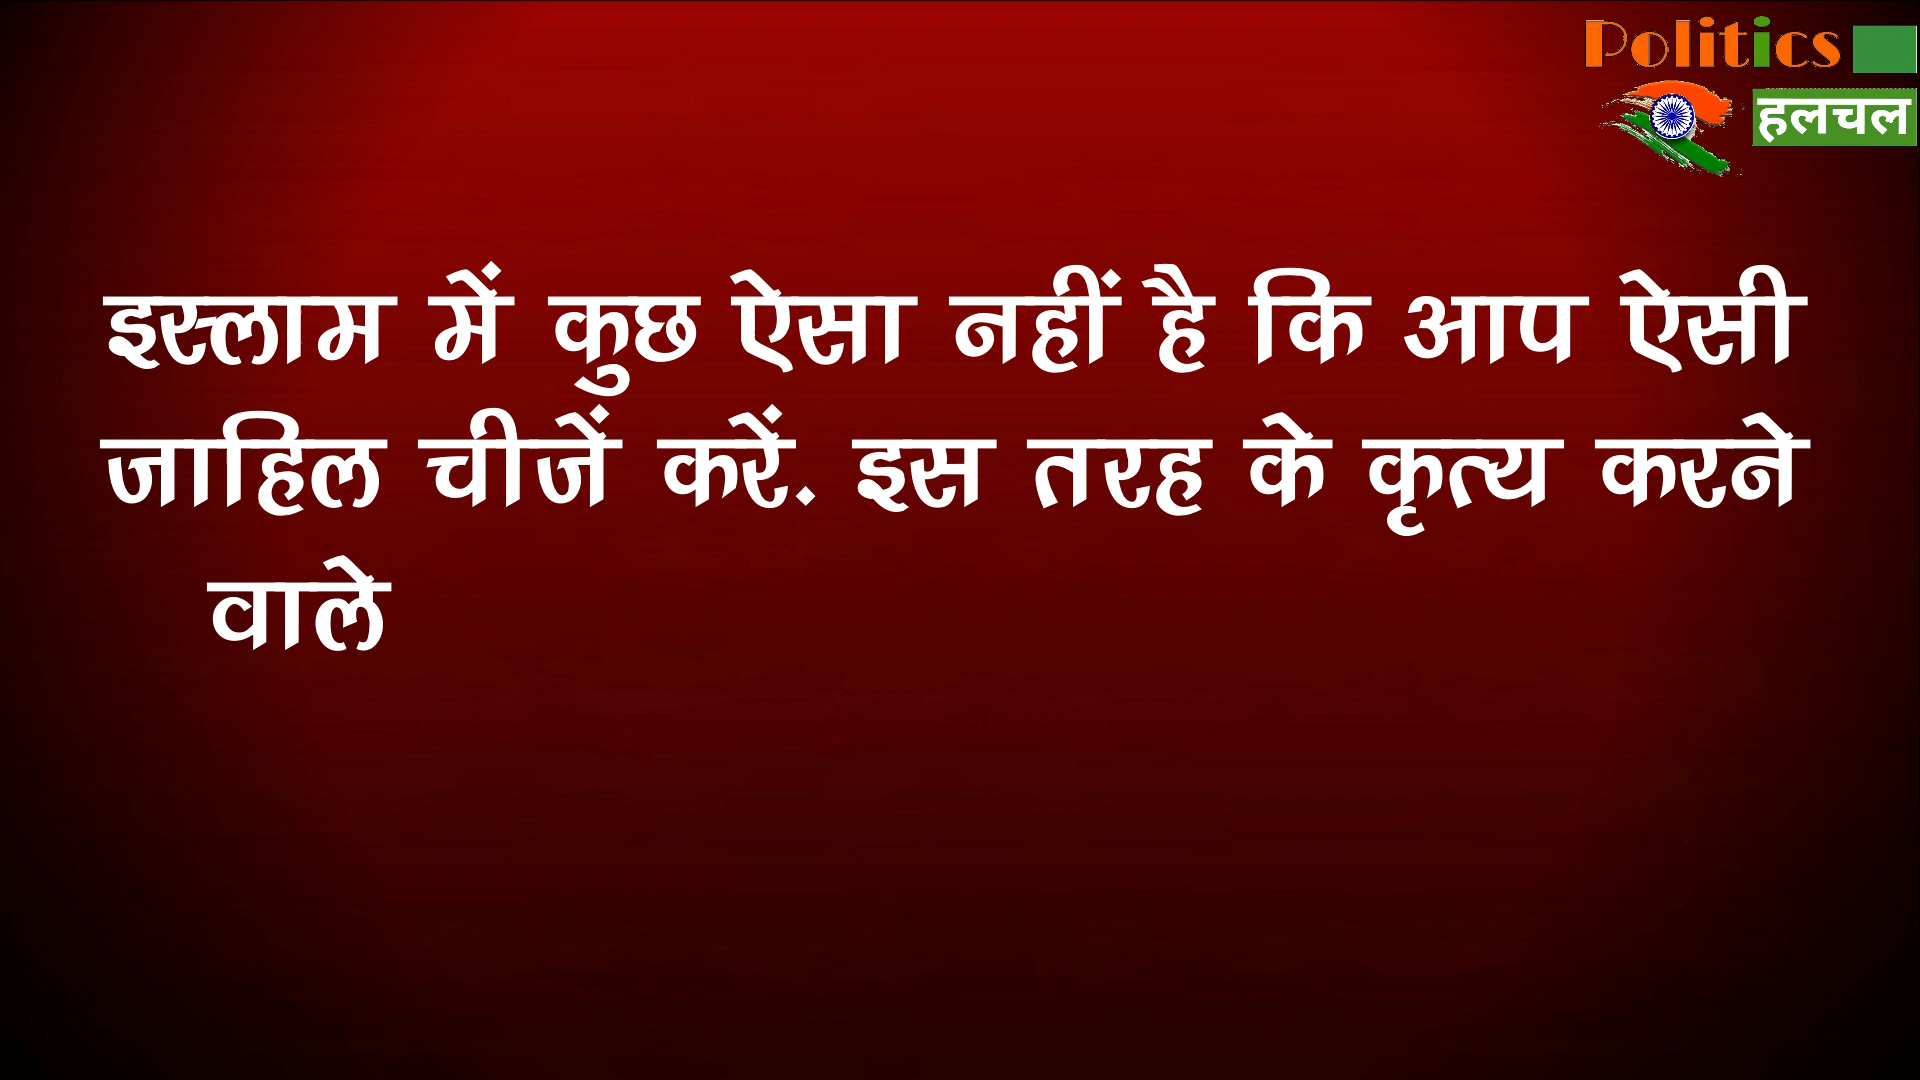 Politics
हलचल
इस्लाम में कुछ ऐसा नहीं है कि आप ऐसी
जाहिल चीजें करें. इस तरह के कृत्य करने
वाले